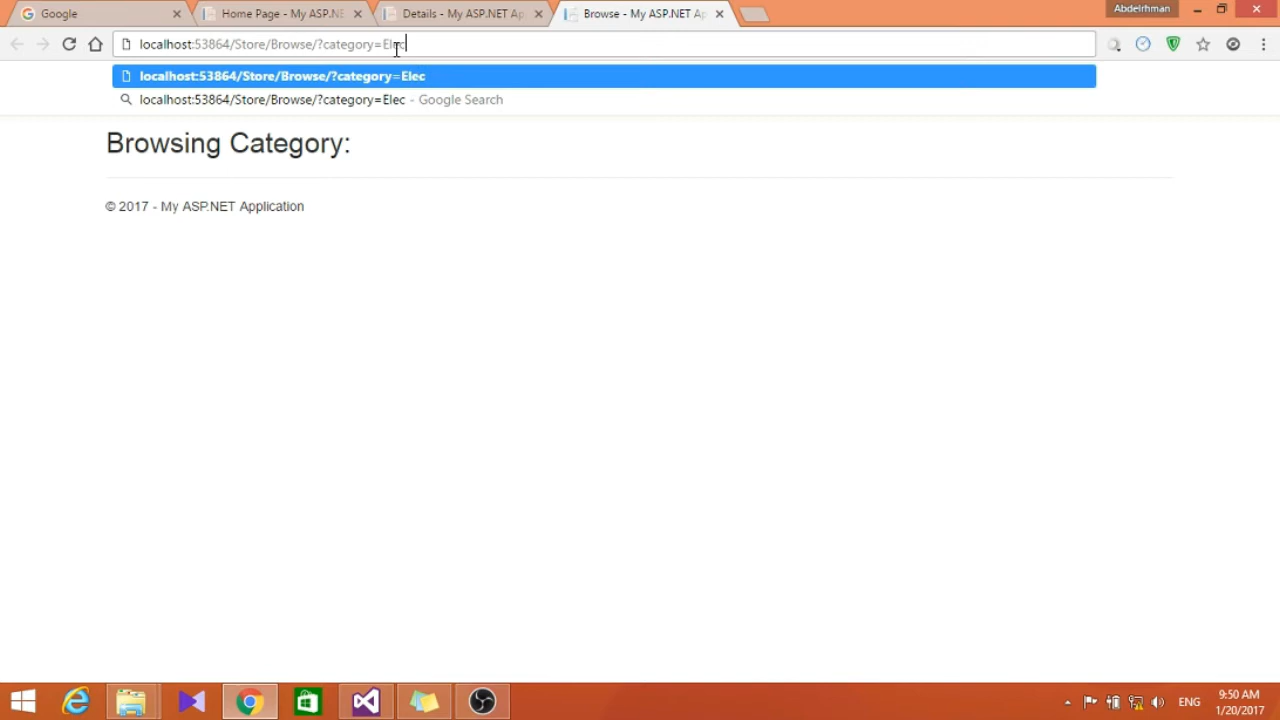 Google
Home Page - My ASP.NE
Details - My ASP.NET Ap
Browse - My ASP.NET Ap
Abdelrhman
localhost:53864/Store/Browse/?category=Elec
localhost:53864/Store/Browse/?category=Elec
localhost:53864/Store/Browse/?category=Elec - Google Search
Browsing Category:
© 2017 - My ASP.NET Application
ENG
9:50 AM
1/20/2017